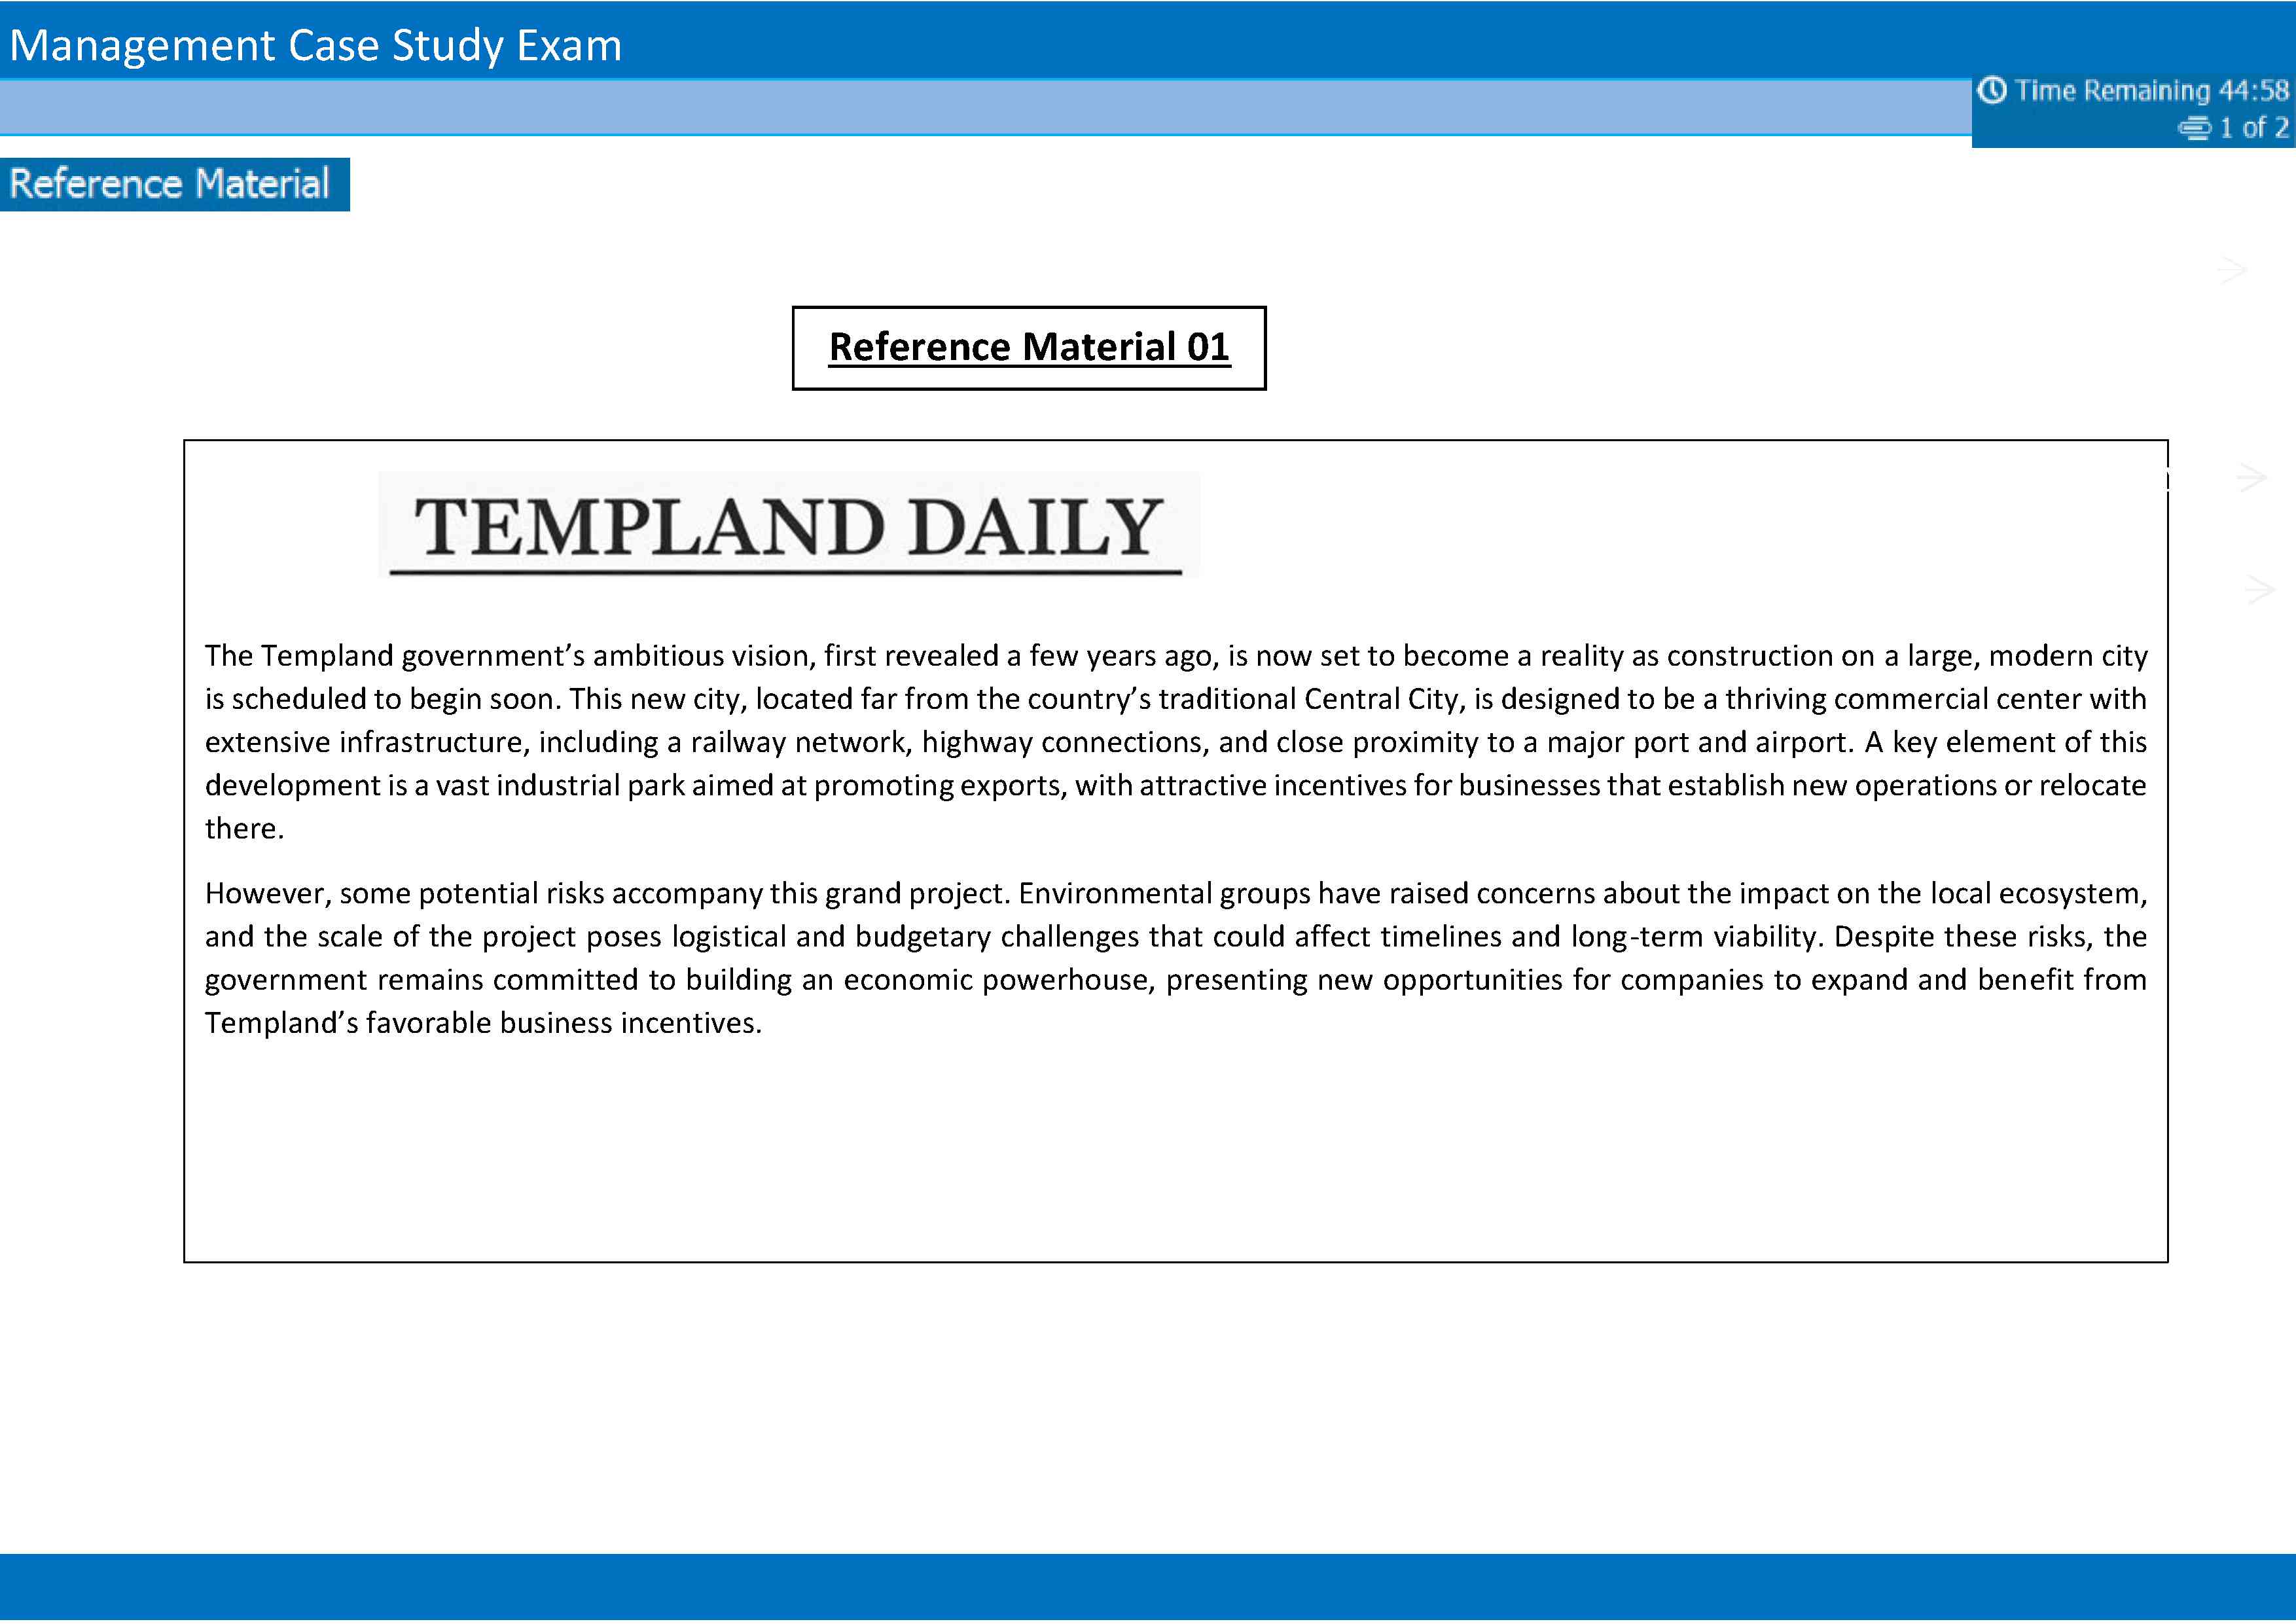 Management Case Study Exam
Time Remaining 44:58
1 of 2
Reference Material
Reference Material 01
TEMPLAND DAILY
The Templand government’s ambitious vision, first revealed a few years ago, is now set to become a reality as construction on a large, modern city
is scheduled to begin soon. This new city, located far from the country’s traditional Central City, is designed to be a thriving commercial center with
extensive infrastructure, including a railway network, highway connections, and close proximity to a major port and airport. A key element of this
development is a vast industrial park aimed at promoting exports, with attractive incentives for businesses that establish new operations or relocate
there.
However, some potential risks accompany this grand project. Environmental groups have raised concerns about the impact on the local ecosystem,
and the scale of the project poses logistical and budgetary challenges that could affect timelines and long-term viability. Despite these risks, the
government remains committed to building an economic powerhouse, presenting new opportunities for companies to expand and benefit from
Templand’s favorable business incentives.